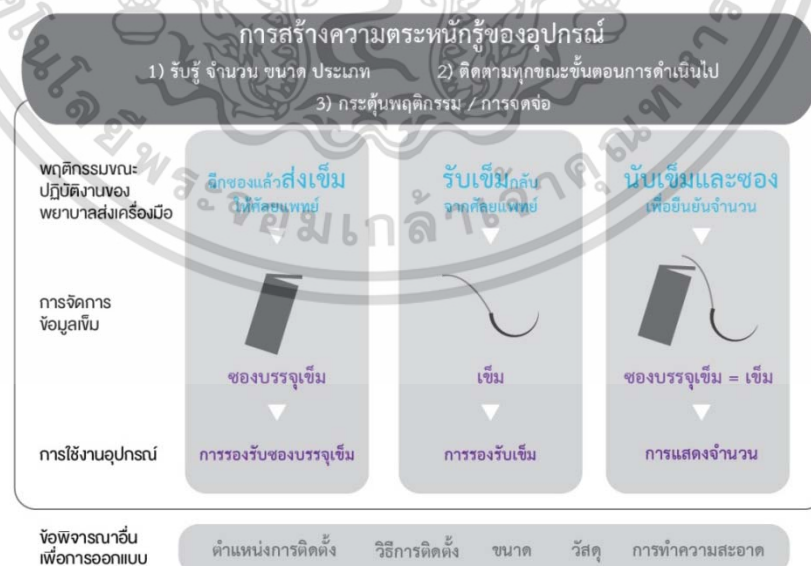 การสร้างความตระหนักรู้ของอุปกรณ์
1) รับรู้ จำนวน ขนาด ประเภท 2) ติดตามทุกขณะขั้นตอนการดำเนินไป
3) กระตุ้นพฤติกรรม / การจดจ่อ
พฤติกรรมขณะ
ปฏิบัติงานของ
พยาบาลส่งเครื่องมือ
ฉีกซองแล้วส่งเข็ม
ให้ศัลยแพทย์
รับเข็มกลับ
จากศัลยแพทย์
นับเข็มและซอง
เพื่อยืนยันจำนวน
การจัดการ
ข้อมูลเข็ม
ซองบรรจุเข็ม
เข็ม
ซองบรรจุเข็ม = เข็ม
การใช้งานอุปกรณ์
การรองรับซองบรรจุเข็ม
การรองรับเข็ม
การแสดงจำนวน
ข้อพิจารณาอื่น
เพื่อการออกแบบ
ตำแหน่งการติดตั้ง วิธีการติดตั้ง ขนาด วัสดุ การทำความสะอาด